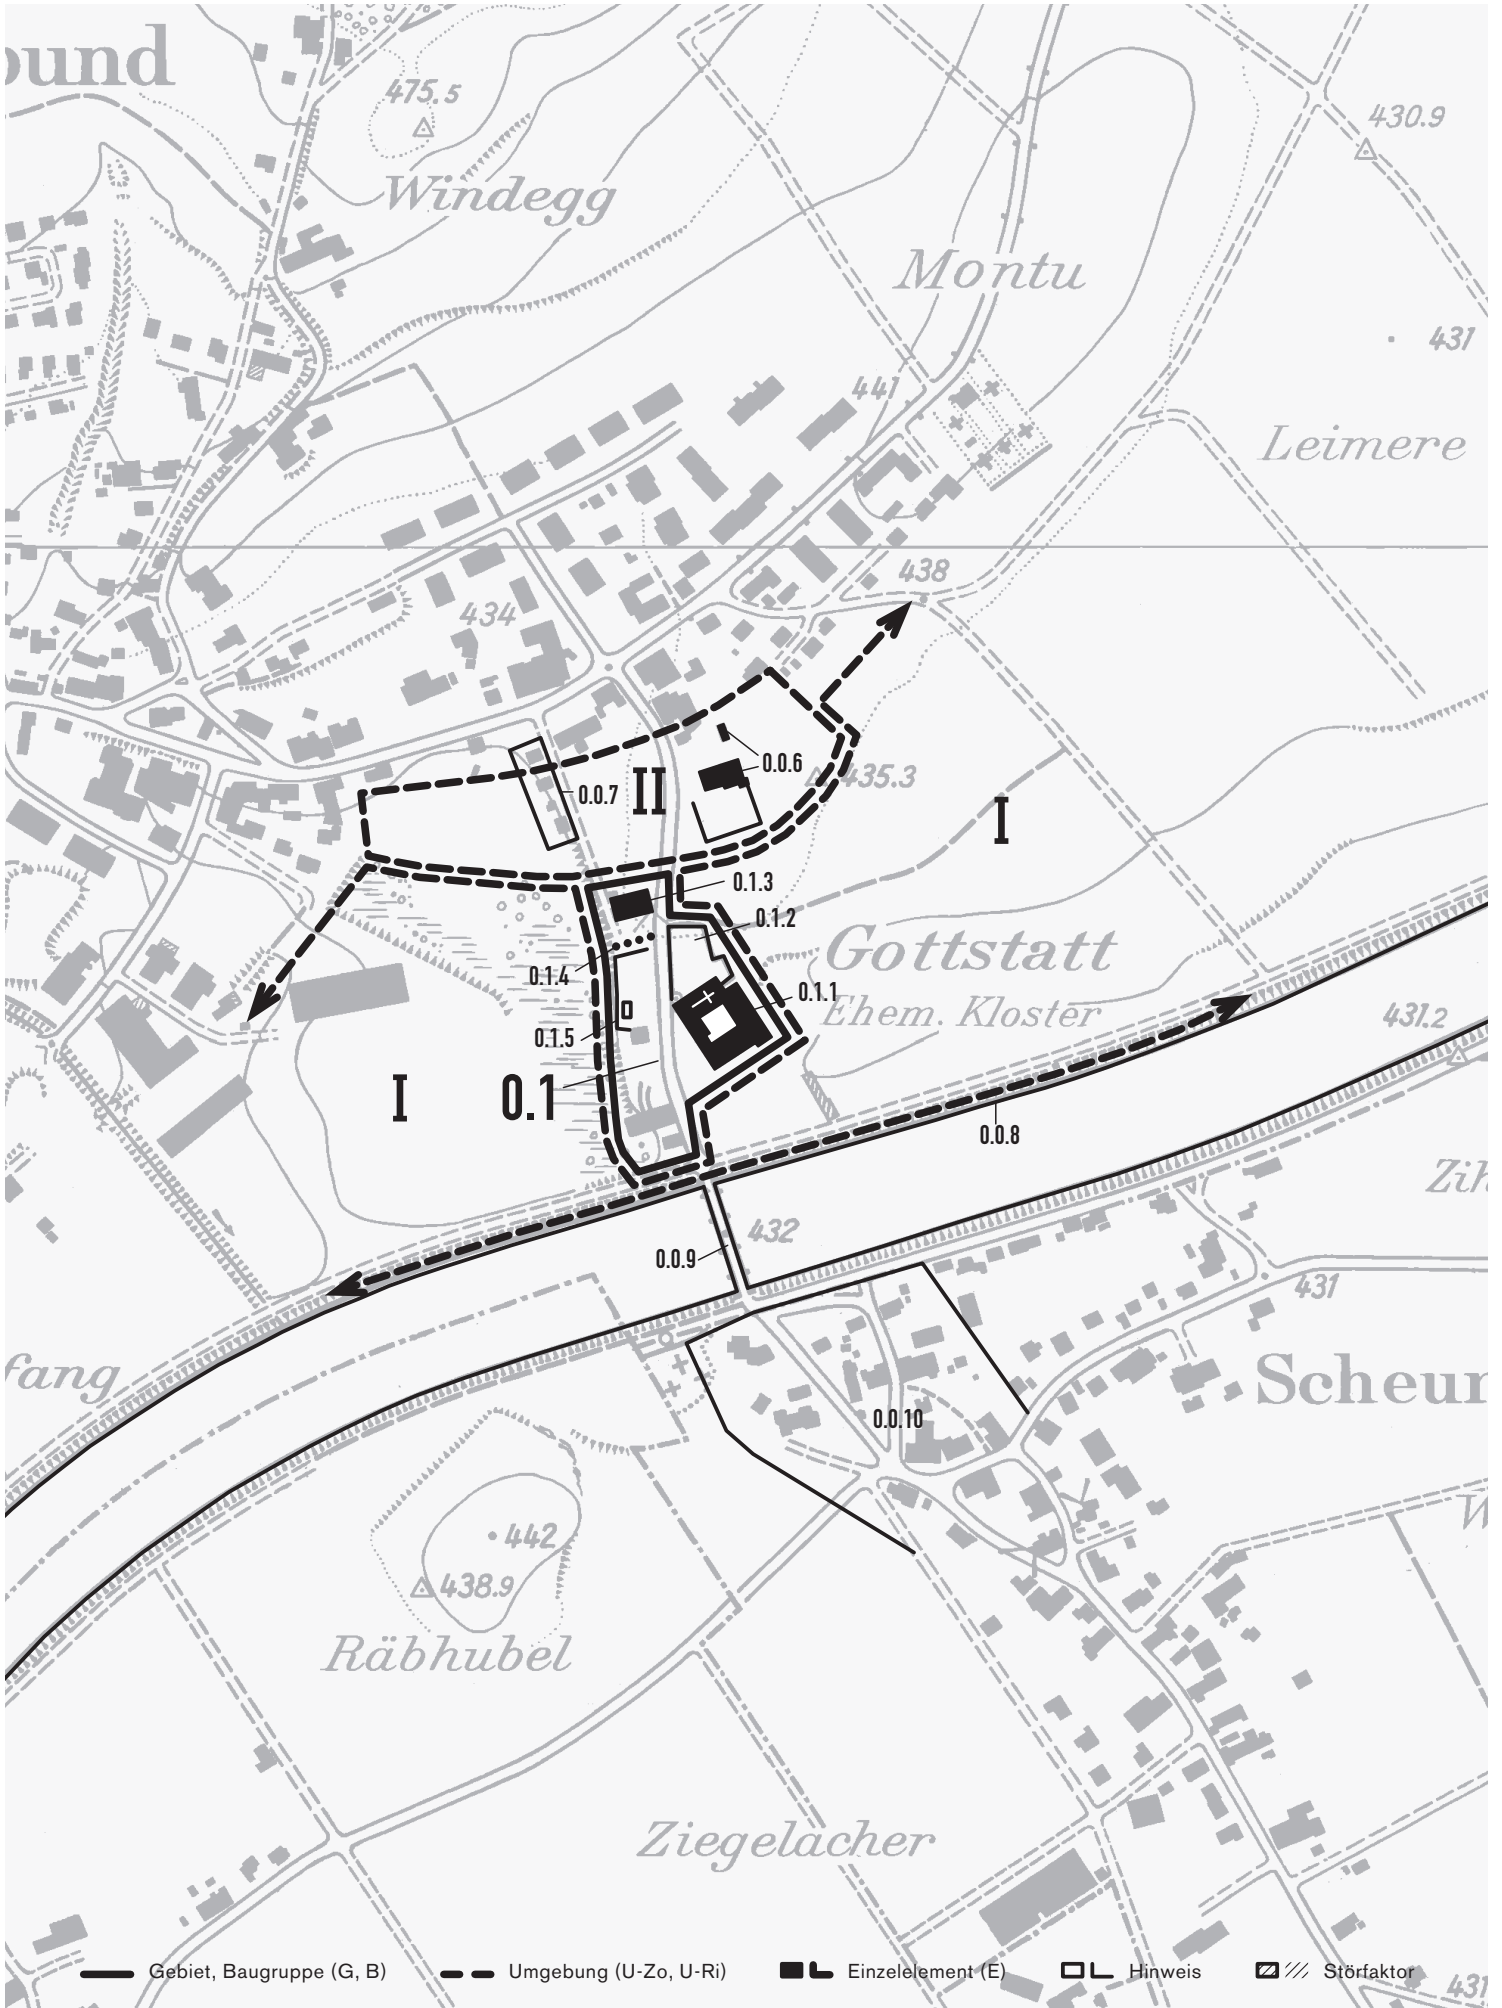 ound
475.5
430.9
Windegg
Montu
431
441
Leimere
438
434
0.0.6
0.0.7
II
435.3
I
0.1.3
0.1.2
Gottstatt
0.1.4
0.1.1
Ehem. Kloster
431.2
0.1.5
I
0.1
0.0.8
Zih
432
0.0.9
431
fang
Scheur
0.0.10
442
438.9
W
Räbhubel
Ziegelacher
Gebiet, Baugruppe (G, B)
Umgebung (U-Zo, U-Ri)
Einzelelement (E)
Hinweis
Störfaktor
431